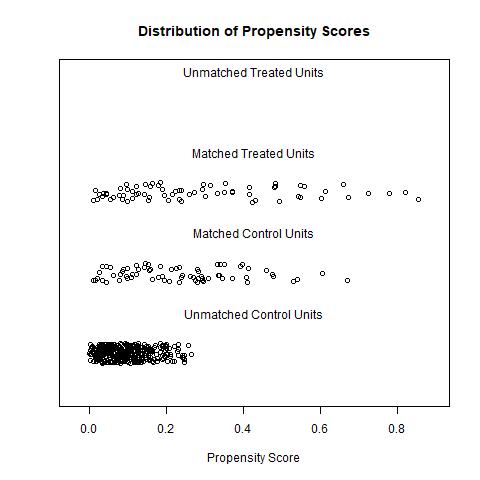 Distribution of Propensity Scores
Unmatched Treated Units
Matched Treated Units
Matched Control Units
Unmatched Control Units
0.0 0.2 0.4 0.6 0.8
Propensity Score